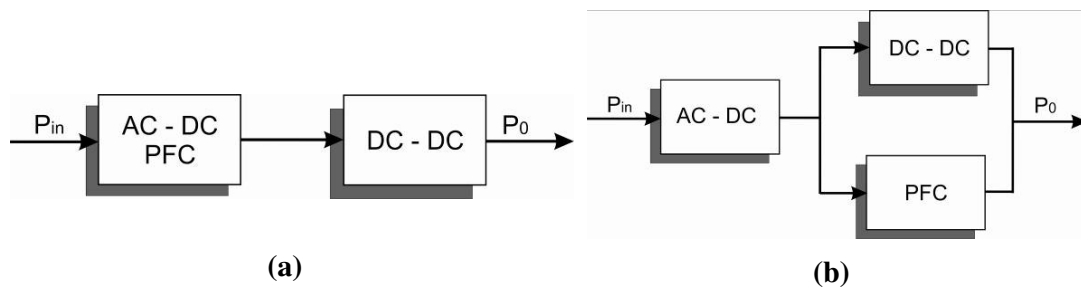 Pin
AC - DC
PFC
DC - DC
P0
(a)
Pin
AC - DC
DC - DC
PFC
P0
(b)